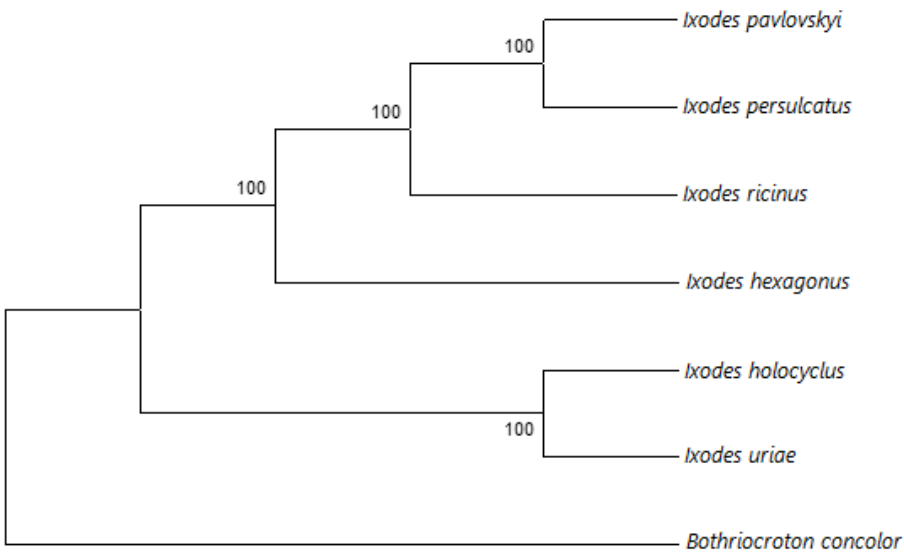 Ixodes pavlovskyi
100
Ixodes persulcatus
100
Ixodes ricinus
100
Ixodes hexagonus
Ixodes holocyclus
100
Ixodes uriae
Bothriocroton concolor